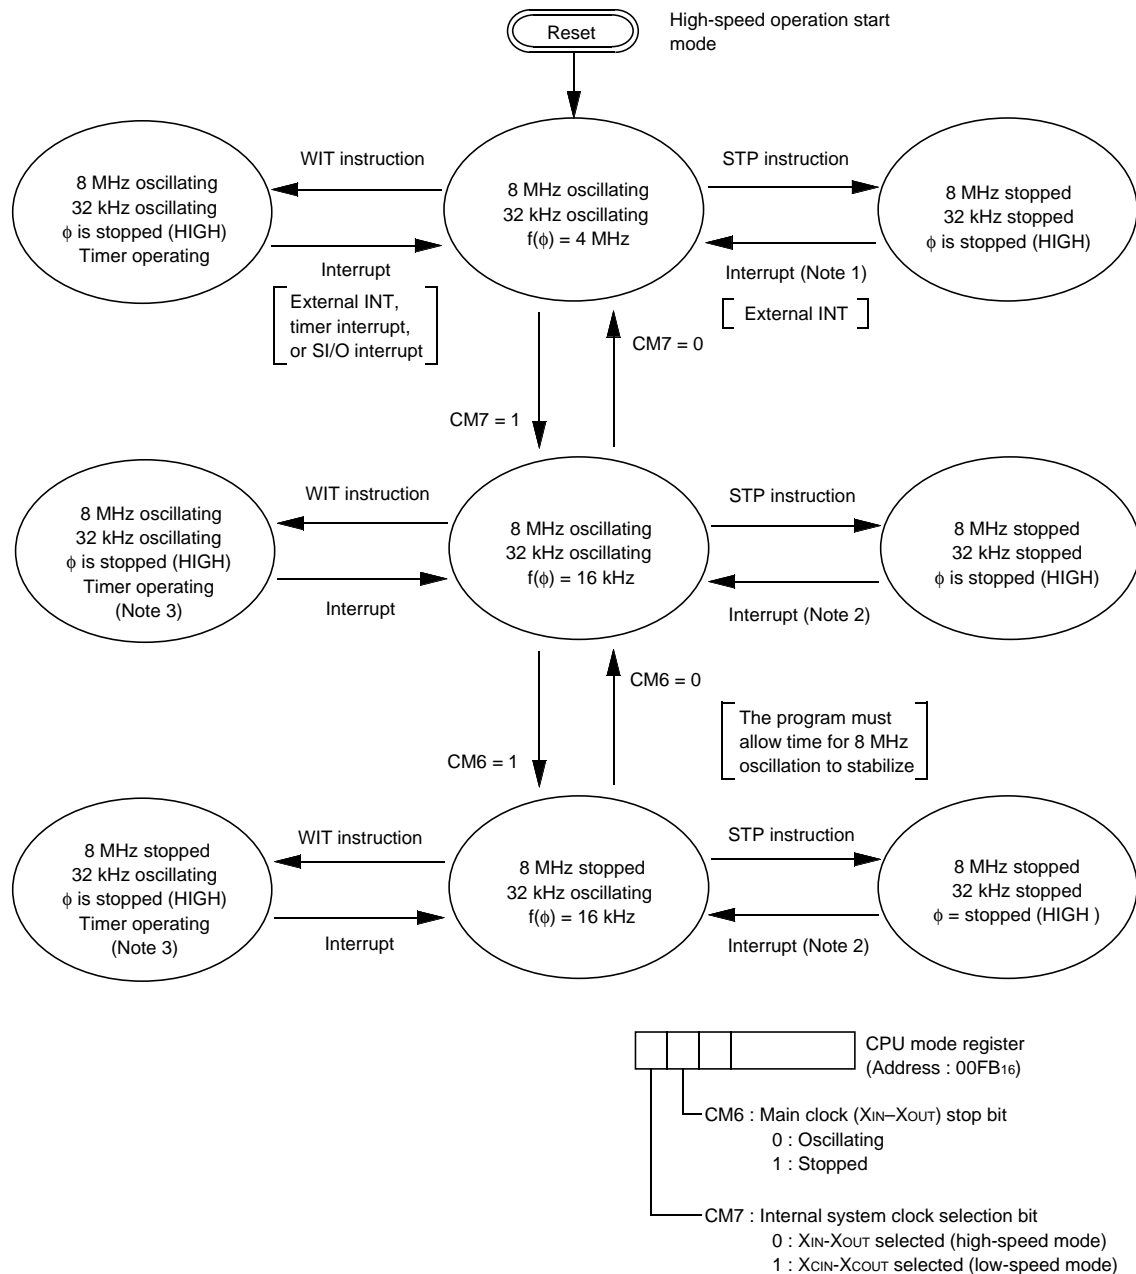 Reset
High-speed operation start
mode
WIT instruction
STP instruction
8 MHz oscillating
32 kHz oscillating
ϕ is stopped (HIGH)
Timer operating
8 MHz oscillating
32 kHz oscillating
f(ϕ) = 4 MHz
8 MHz stopped
32 kHz stopped
ϕ is stopped (HIGH)
Interrupt
External INT,
timer interrupt,
or SI/O interrupt
Interrupt (Note 1)
External INT
CM7 = 0
CM7 = 1
WIT instruction
STP instruction
8 MHz oscillating
32 kHz oscillating
ϕ is stopped (HIGH)
Timer operating
(Note 3)
8 MHz oscillating
32 kHz oscillating
f(ϕ) = 16 kHz
8 MHz stopped
32 kHz stopped
ϕ is stopped (HIGH)
Interrupt
Interrupt (Note 2)
CM6 = 0
The program must
allow time for 8 MHz
oscillation to stabilize
CM6 = 1
WIT instruction
STP instruction
8 MHz stopped
32 kHz oscillating
ϕ is stopped (HIGH)
Timer operating
(Note 3)
8 MHz stopped
32 kHz oscillating
f(ϕ) = 16 kHz
8 MHz stopped
32 kHz stopped
ϕ = stopped (HIGH )
Interrupt
Interrupt (Note 2)
CPU mode register
(Address : 00FB16)
CM6 : Main clock (XIN–XOUT) stop bit
0 : Oscillating
1 : Stopped
CM7 : Internal system clock selection bit
0 : XIN-XOUT selected (high-speed mode)
1 : XCIN-XCOUT selected (low-speed mode)